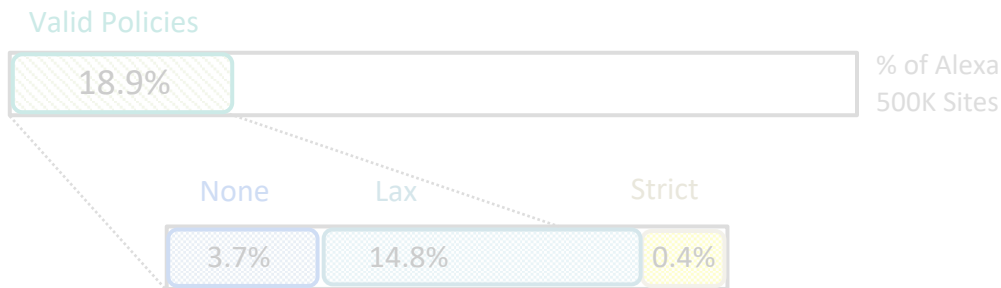 Valid Policies
18.9%
% of Alexa
500K Sites
None
Lax
Strict
3.7%
14.8%
0.4%